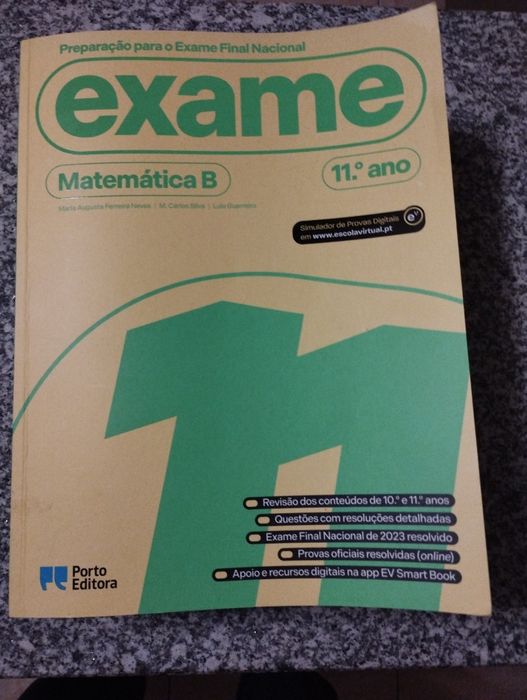 Preparação para o Exame Final Nacional
exame
Matemática B
11.º ano
Maria Augusta Ferreira Neves | M. Carlos Silva | Luís Guerreiro
Simulador de Provas Digitais
em www.escolavirtual.pt
ev
11
Revisão dos conteúdos de 10.º e 11.º anos
Questões com resoluções detalhadas
Exame Final Nacional de 2023 resolvido
Provas oficiais resolvidas (online)
Apoio e recursos digitais na app EV Smart Book
Porto
Editora